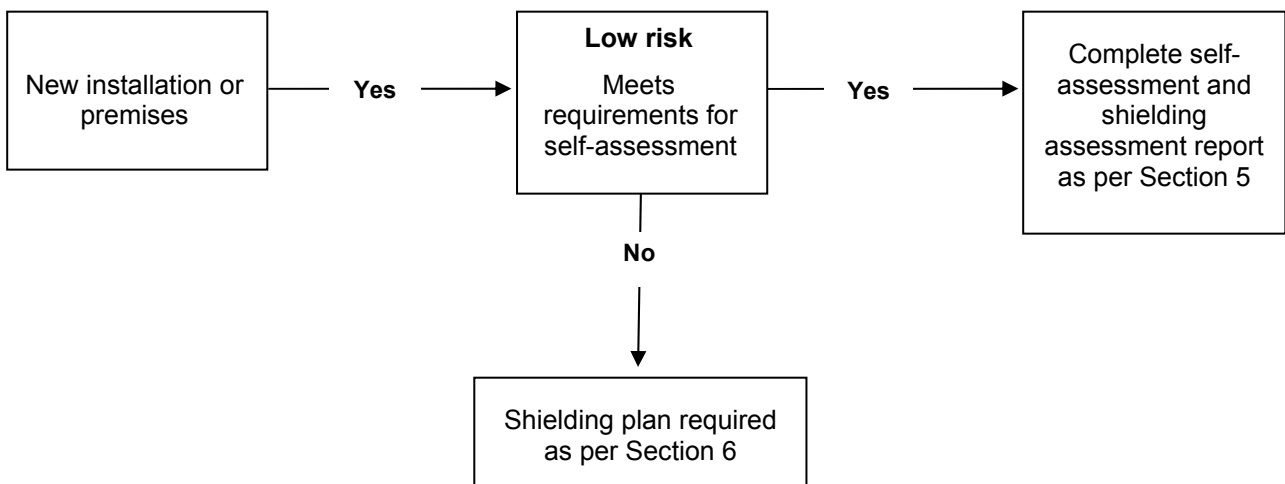 New installation or
premises
Yes
Low risk
Meets
requirements for
self-assessment
Yes
Complete self-
assessment and
shielding
assessment report
as per Section 5
No
Shielding plan required
as per Section 6